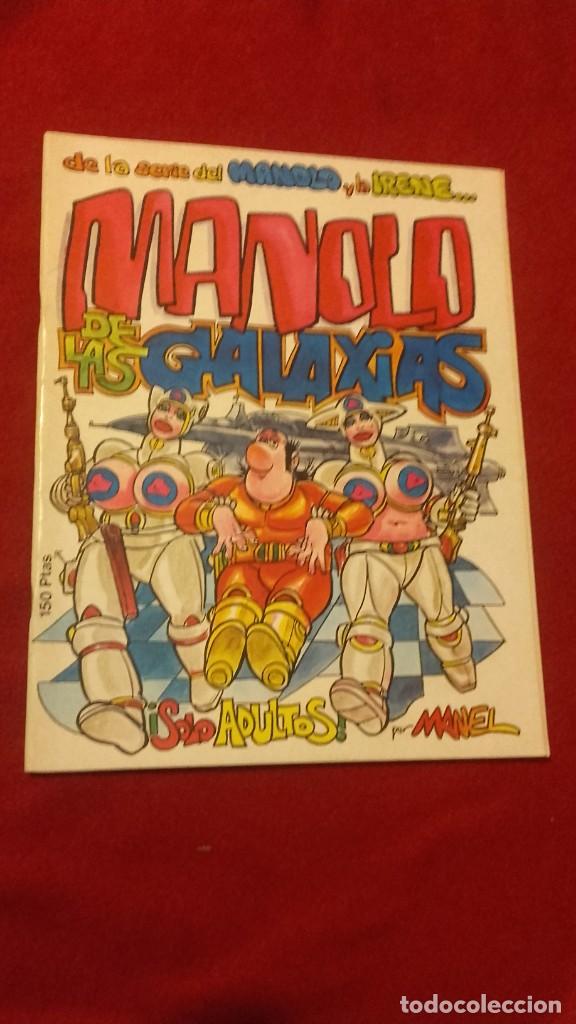 de la serie del MANOLO y la IRENE...
MANOLO
DE
LAS GALAXIAS
150 Ptas
¡SOLO ADULTOS!
por MANEL
todocoleccion